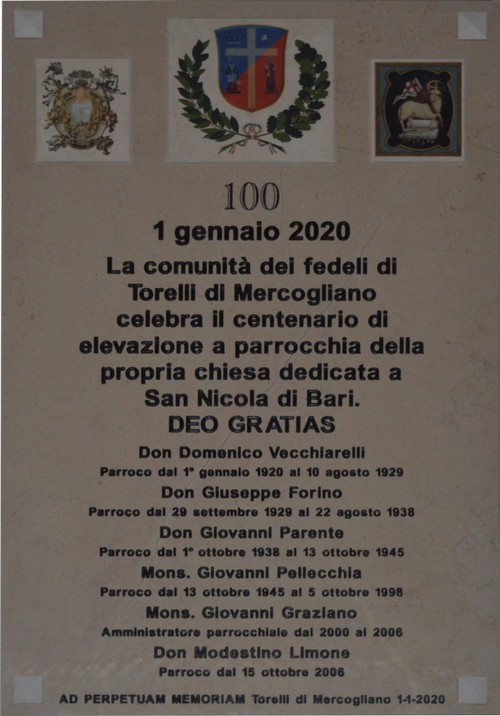 100
1 gennaio 2020
La comunità dei fedeli di
Torelli di Mercogliano
celebra il centenario di
elevazione a parrocchia della
propria chiesa dedicata a
San Nicola di Bari.
DEO GRATIAS
Don Domenico Vecchiarelli
Parroco dal 1° gennaio 1920 al 10 agosto 1929
Don Giuseppe Forino
Parroco dal 29 settembre 1929 al 22 agosto 1938
Don Giovanni Parente
Parroco dal 1° ottobre 1938 al 13 ottobre 1945
Mons. Giovanni Pellecchia
Parroco dal 13 ottobre 1945 al 5 ottobre 1998
Mons. Giovanni Graziano
Amministratore parrocchiale dal 2000 al 2006
Don Modestino Limone
Parroco dal 15 ottobre 2006
AD PERPETUAM MEMORIAM Torelli di Mercogliano 1-1-2020